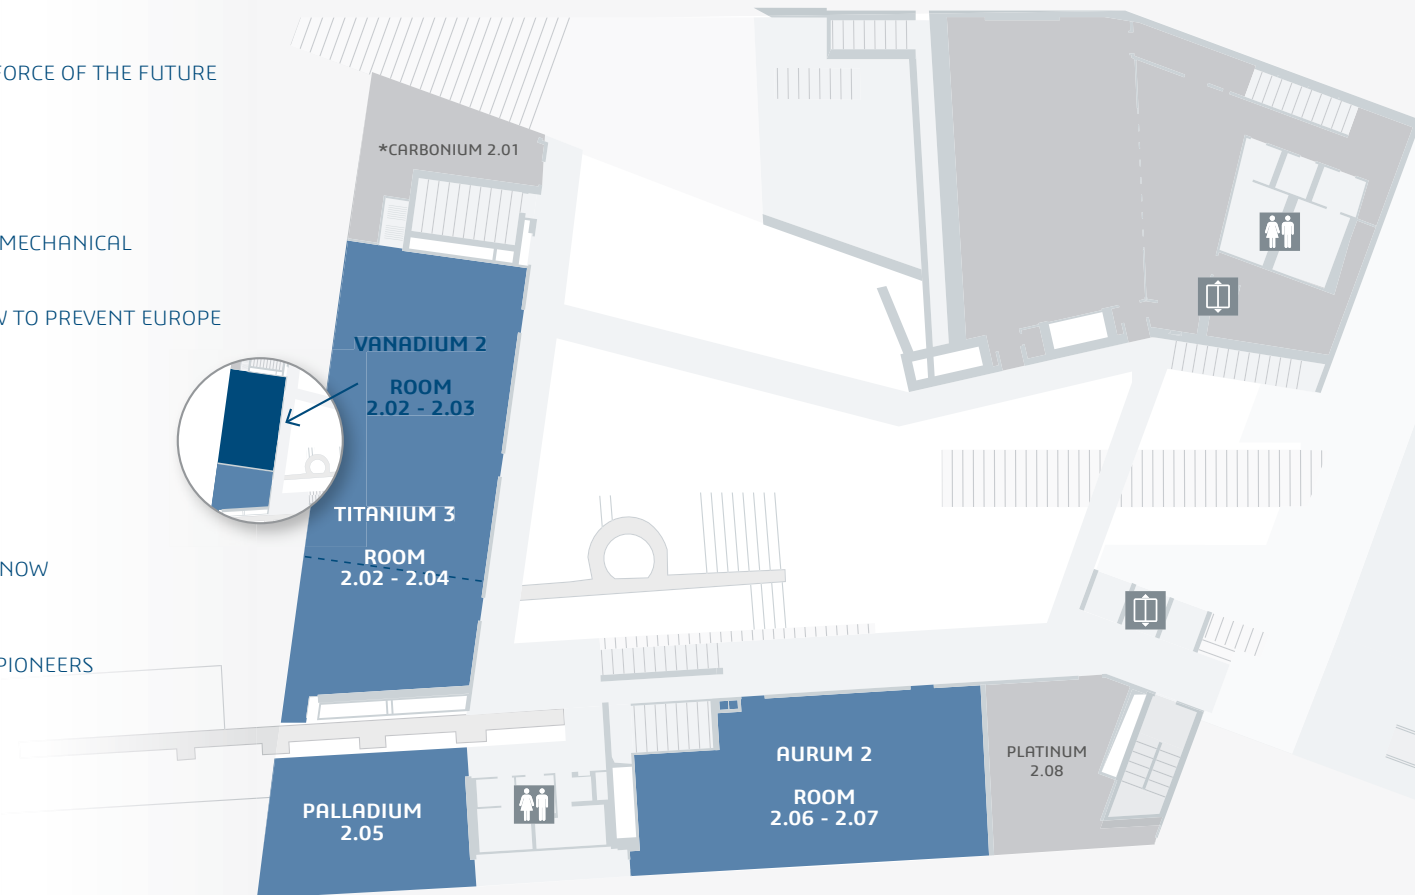 FORCE OF THE FUTURE
*CARBONIUM 2.01
MECHANICAL
TO PREVENT EUROPE
VANADIUM 2
ROOM
2.02 - 2.03
TITANIUM 3
ROOM
2.02 - 2.04
NOW
PIONEERS
AURUM 2
ROOM
2.06 - 2.07
PLATINUM
2.08
PALLADIUM
2.05